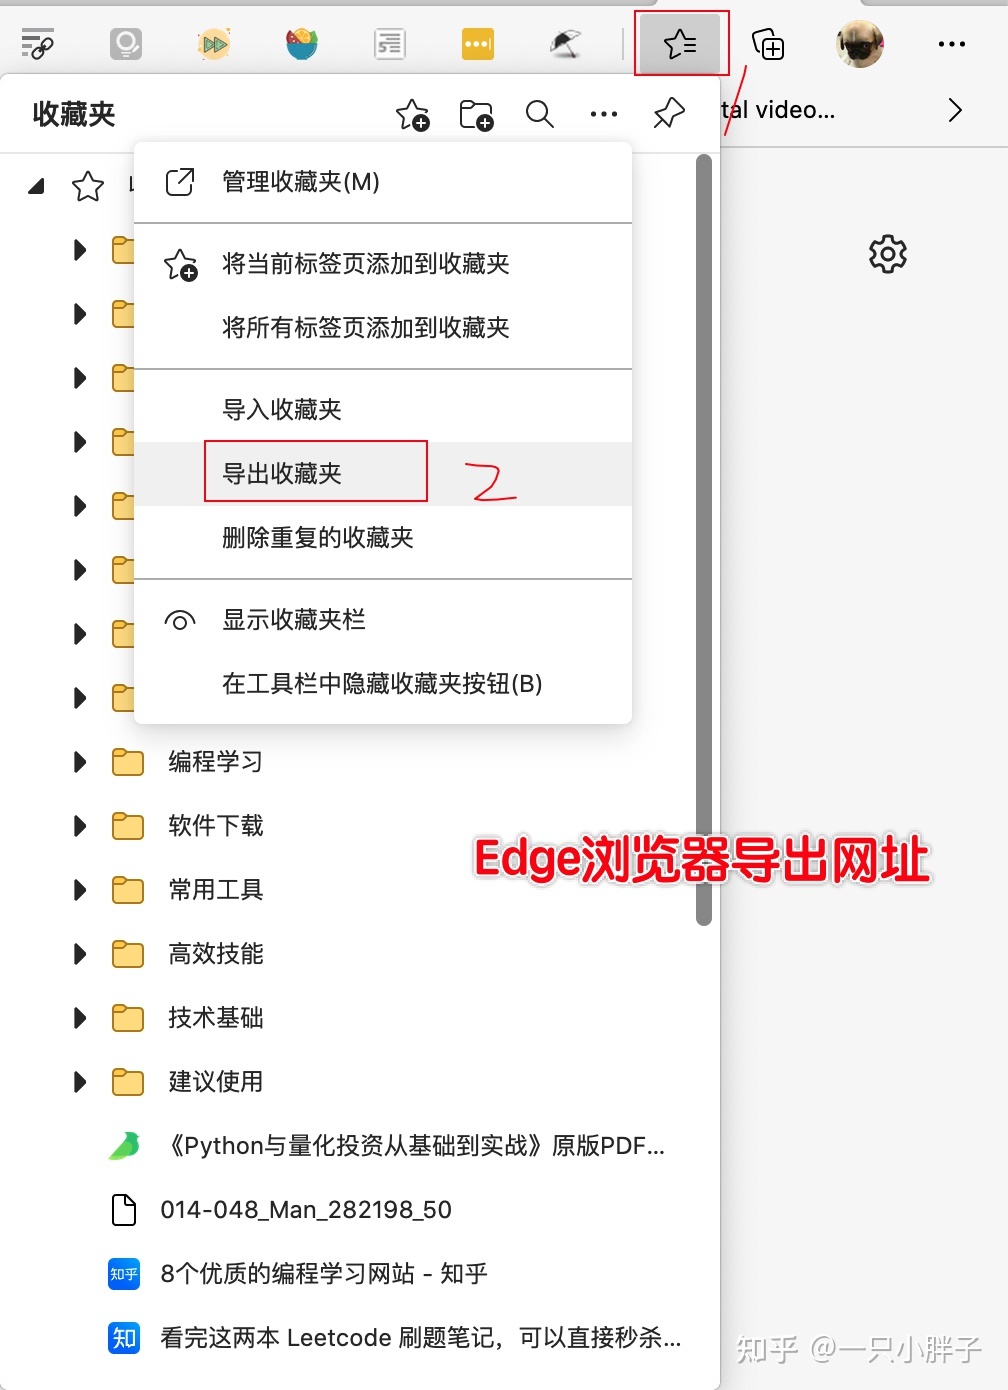 收藏夹
tal video...
管理收藏夹(M)
将当前标签页添加到收藏夹
将所有标签页添加到收藏夹
导入收藏夹
导出收藏夹
2
删除重复的收藏夹
显示收藏夹栏
在工具栏中隐藏收藏夹按钮(B)
编程学习
软件下载
Edge浏览器导出网址
常用工具
高效技能
技术基础
建议使用
《Python与量化投资从基础到实战》原版PDF...
014-048_Man_282198_50
知乎 8个优质的编程学习网站 - 知乎
知 看完这两本 Leetcode 刷题笔记，可以直接秒杀...
知乎 @一只小胖子